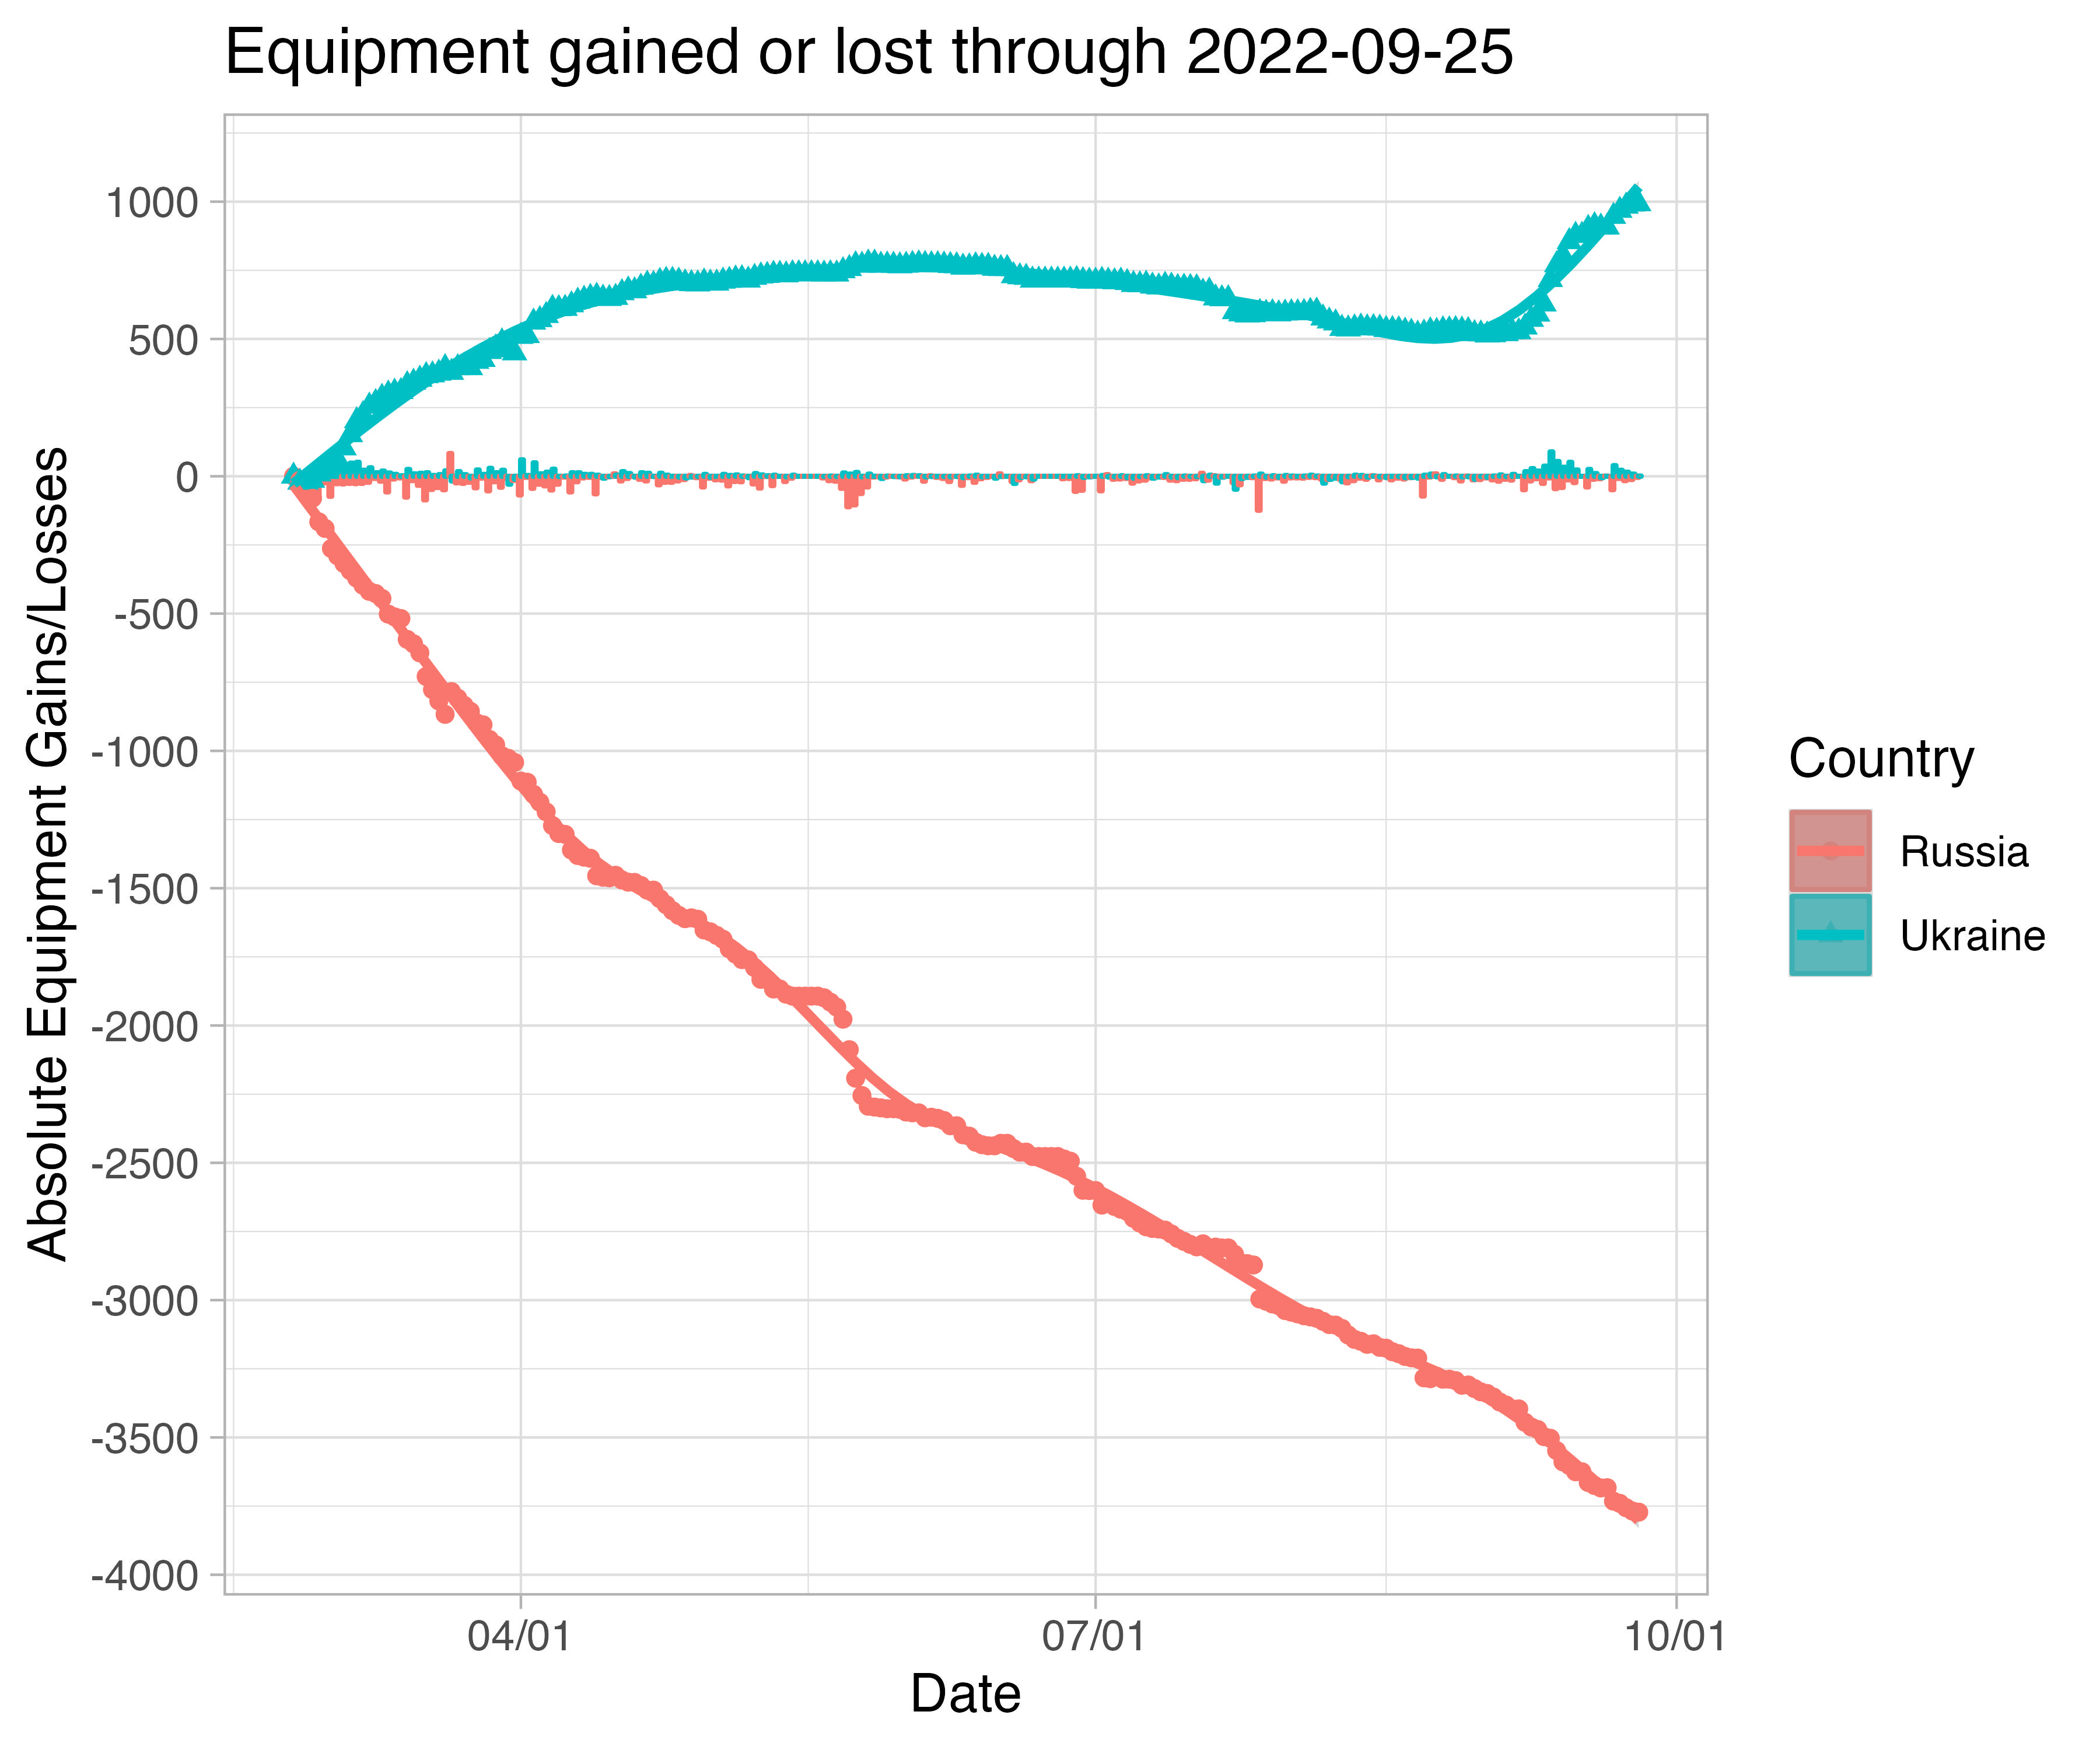 Equipment gained or lost through 2022-09-25
Absolute Equipment Gains/Losses
1000
500
0
-500
-1000
-1500
-2000
-2500
-3000
-3500
-4000
04/01
07/01
10/01
Date
Country
Russia
Ukraine